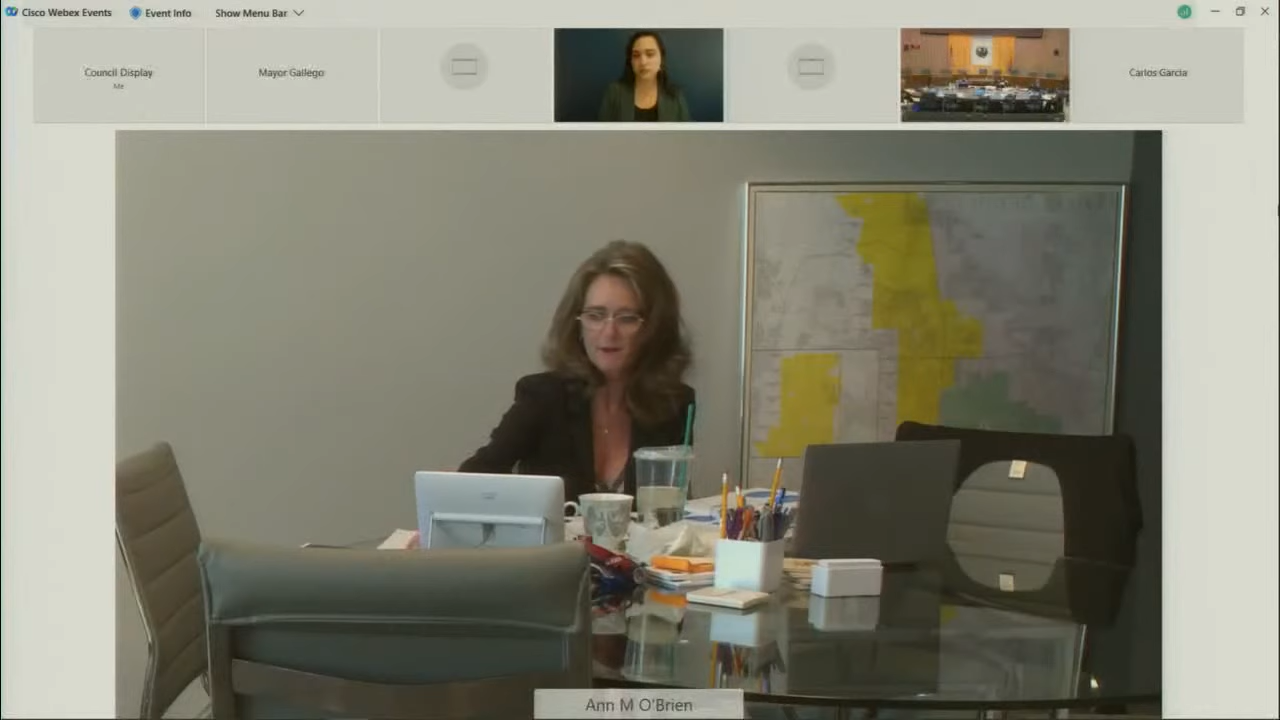 Cisco Webex Events
Event Info
Show Menu Bar
Council Display
Me
Mayor Gallego
Carlos Garcia
Ann M O'Brien